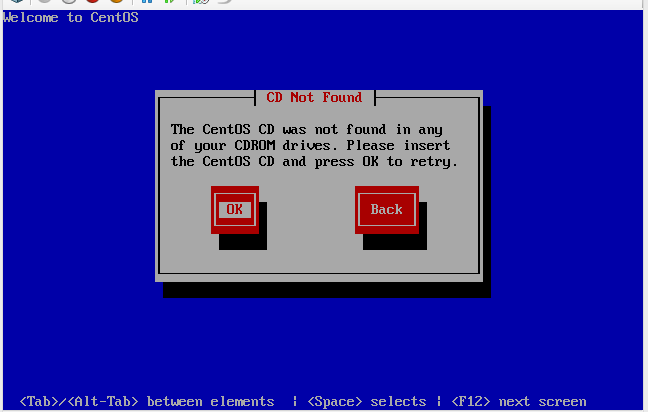 Welcome to CentOS
CD Not Found
The CentOS CD was not found in any
of your CDROM drives. Please insert
the CentOS CD and press OK to retry.
OK
Back
<Tab>/<Alt-Tab> between elements | <Space> selects | <F12> next screen